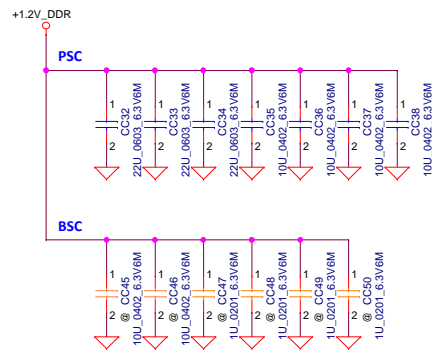 +1.2V_DDR
PSC
1
2
CC32
22U_0603_6.3V6M
1
2
CC33
22U_0603_6.3V6M
1
2
CC34
22U_0603_6.3V6M
1
2
CC35
10U_0402_6.3V6M
1
2
CC36
10U_0402_6.3V6M
1
2
CC37
10U_0402_6.3V6M
1
2
CC38
10U_0402_6.3V6M
BSC
1
2
@ CC45
10U_0402_6.3V6M
1
2
@ CC46
10U_0402_6.3V6M
1
2
@ CC47
1U_0201_6.3V6M
1
2
@ CC48
1U_0201_6.3V6M
1
2
@ CC49
1U_0201_6.3V6M
1
2
@ CC50
1U_0201_6.3V6M